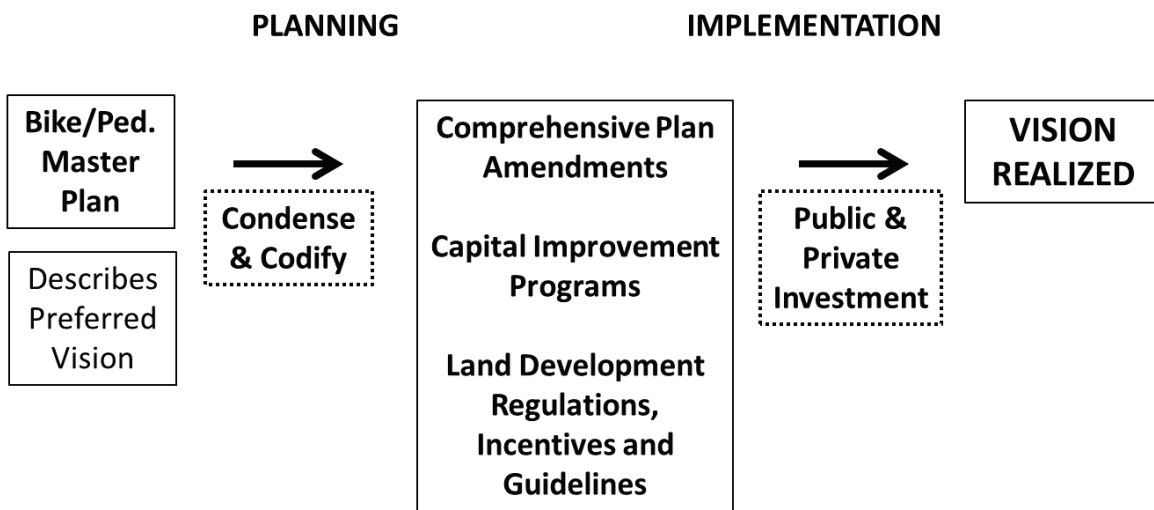 PLANNING
IMPLEMENTATION
Bike/Ped.
Master
Plan
Describes
Preferred
Vision
Condense
& Codify
Comprehensive Plan
Amendments
Capital Improvement
Programs
Land Development
Regulations,
Incentives and
Guidelines
Public &
Private
Investment
VISION
REALIZED